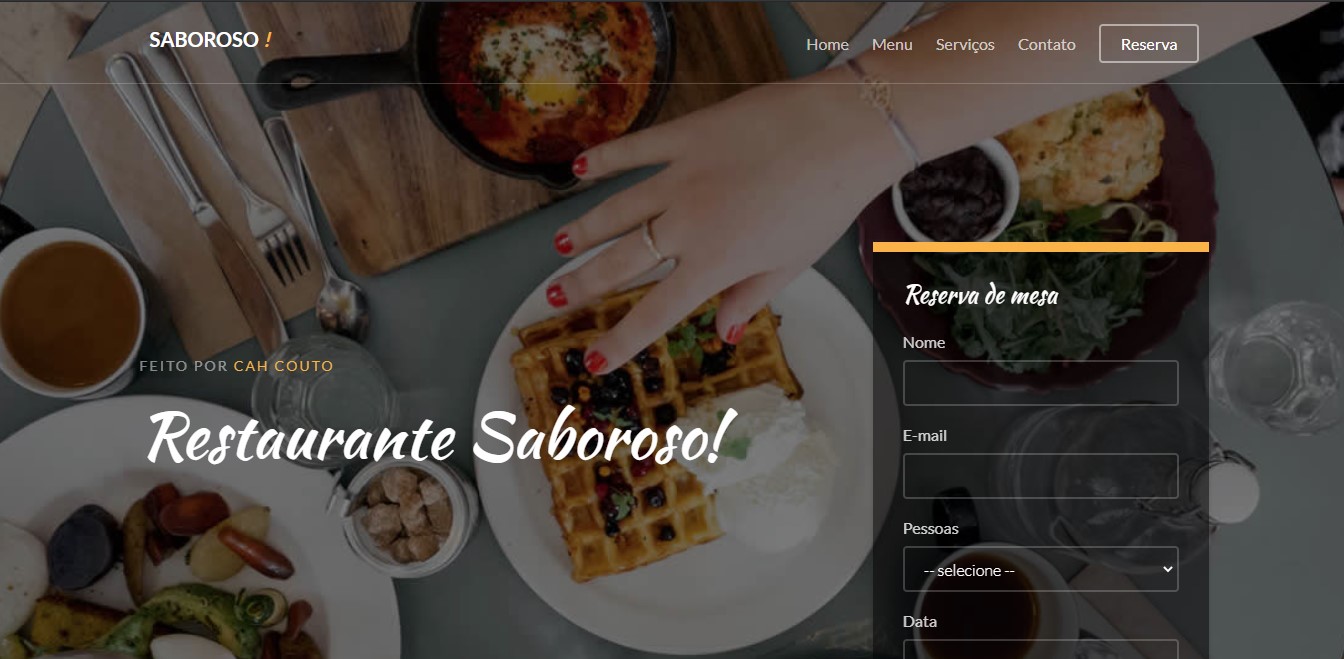 SABOROSO !
Home Menu Serviços Contato Reserva
FEITO POR CAH COUTO
Restaurante Saboroso!
Reserva de mesa
Nome
E-mail
Pessoas
-- selecione --
Data